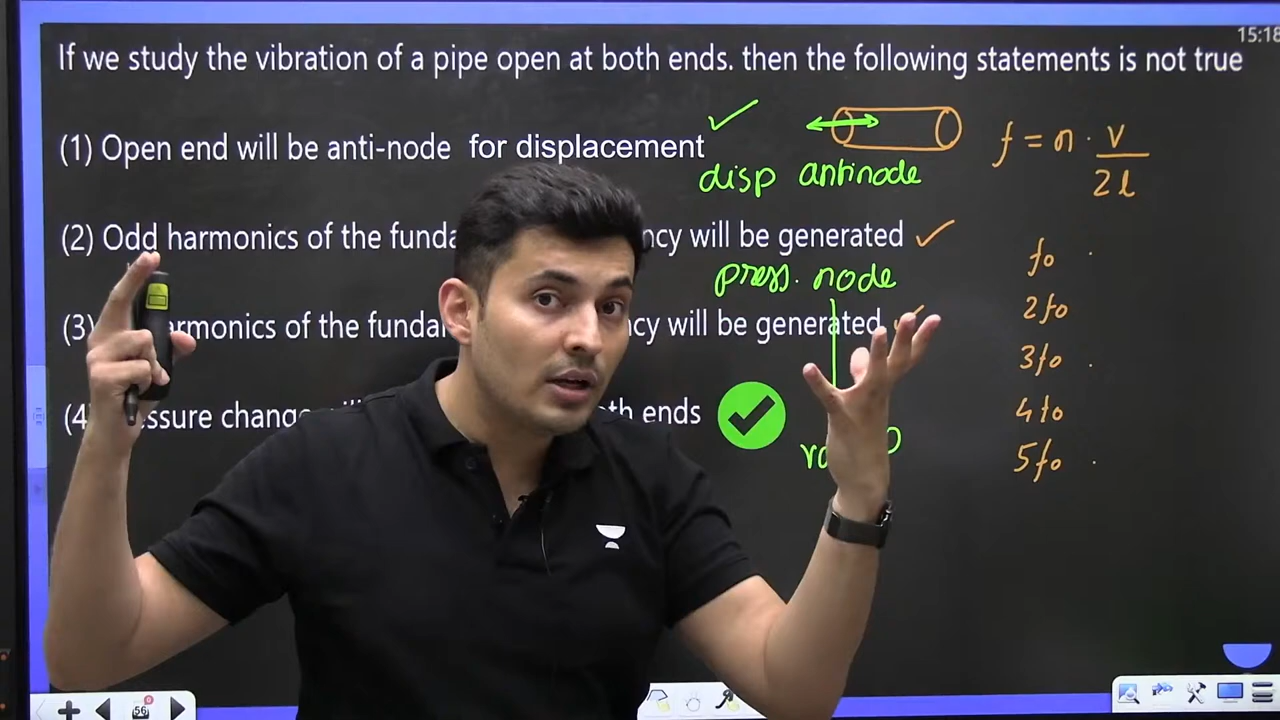 15:18
If we study the vibration of a pipe open at both ends. then the following statements is not true
(1) Open end will be anti-node for displacement
disp antinode
f = n · v / 2l
(2) Odd harmonics of the funda ncy will be generated
press. node
fo
2fo
(3) armonics of the funda cy will be generated
3fo
(4) essure chang th ends
4fo
5fo
56